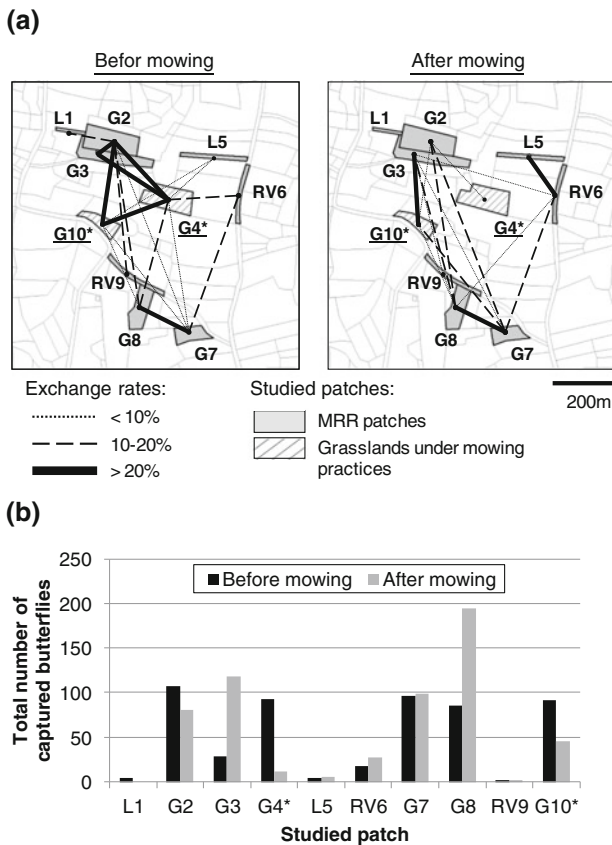 (a)
Befor mowing
After mowing
L1
G2
L5
G3
RV6
G10*
G4*
RV9
G8
G7
L1
G2
L5
G3
RV6
G10*
G4*
RV9
G8
G7
Exchange rates:
< 10%
10-20%
> 20%
Studied patches:
MRR patches
Grasslands under mowing
practices
200m
(b)
Total number of
captured butterflies
250
200
150
100
50
0
Before mowing
After mowing
L1 G2 G3 G4* L5 RV6 G7 G8 RV9 G10*
Studied patch